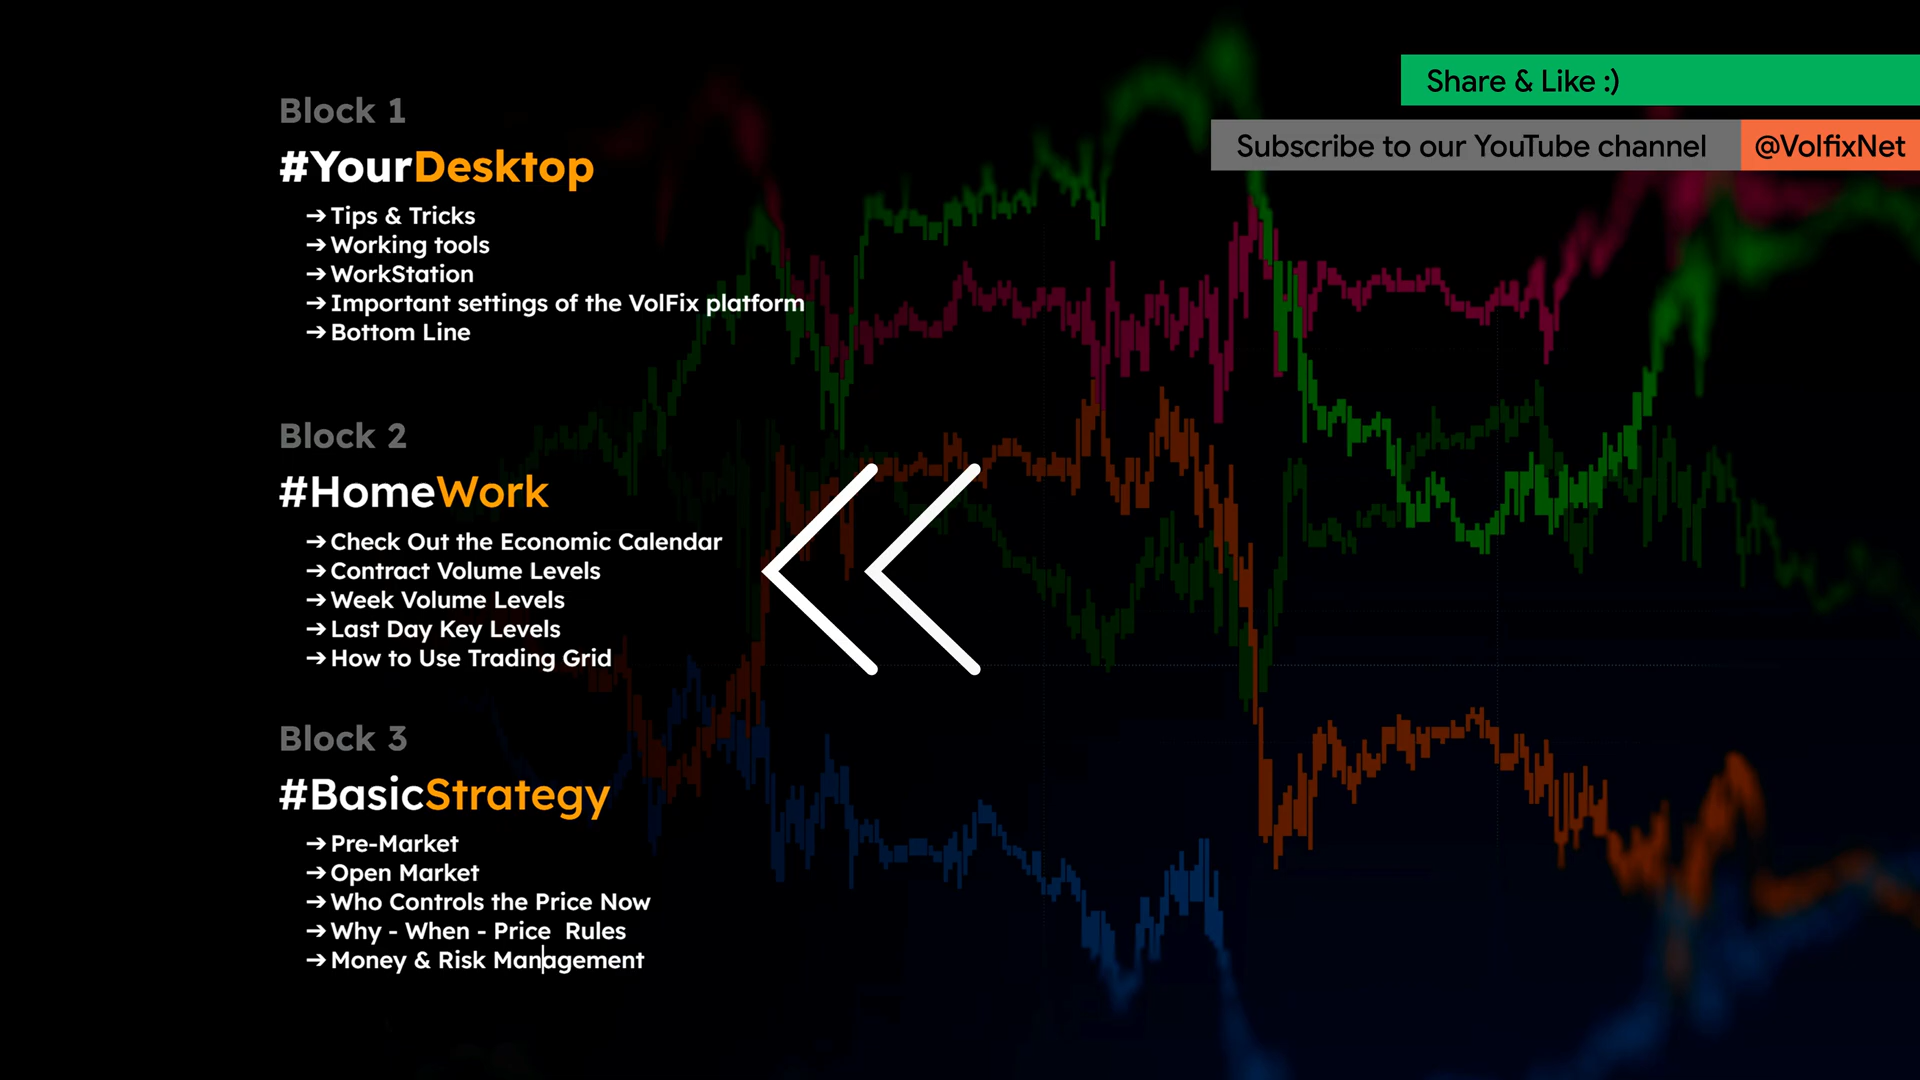 Share & Like :)
Subscribe to our YouTube channel @VolfixNet
Block 1
#YourDesktop
→ Tips & Tricks
→ Working tools
→ WorkStation
→ Important settings of the VolFix platform
→ Bottom Line
Block 2
#HomeWork
→ Check Out the Economic Calendar
→ Contract Volume Levels
→ Week Volume Levels
→ Last Day Key Levels
→ How to Use Trading Grid
Block 3
#BasicStrategy
→ Pre-Market
→ Open Market
→ Who Controls the Price Now
→ Why - When - Price  Rules
→ Money & Risk Management